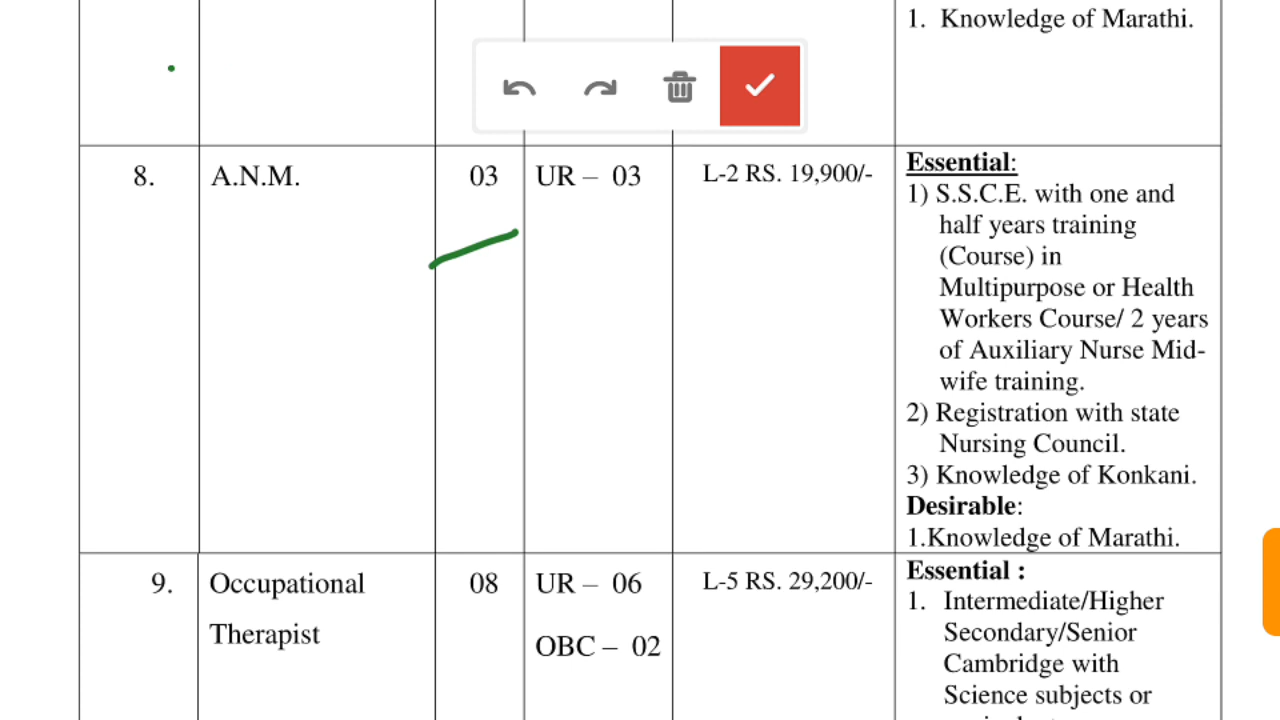 1. Knowledge of Marathi.
8. A.N.M. 03 UR – 03 L-2 RS. 19,900/- Essential:
1) S.S.C.E. with one and
half years training
(Course) in
Multipurpose or Health
Workers Course/ 2 years
of Auxiliary Nurse Mid-
wife training.
2) Registration with state
Nursing Council.
3) Knowledge of Konkani.
Desirable:
1.Knowledge of Marathi.
9. Occupational 08 UR – 06 L-5 RS. 29,200/- Essential :
Therapist OBC – 02
1. Intermediate/Higher
Secondary/Senior
Cambridge with
Science subjects or